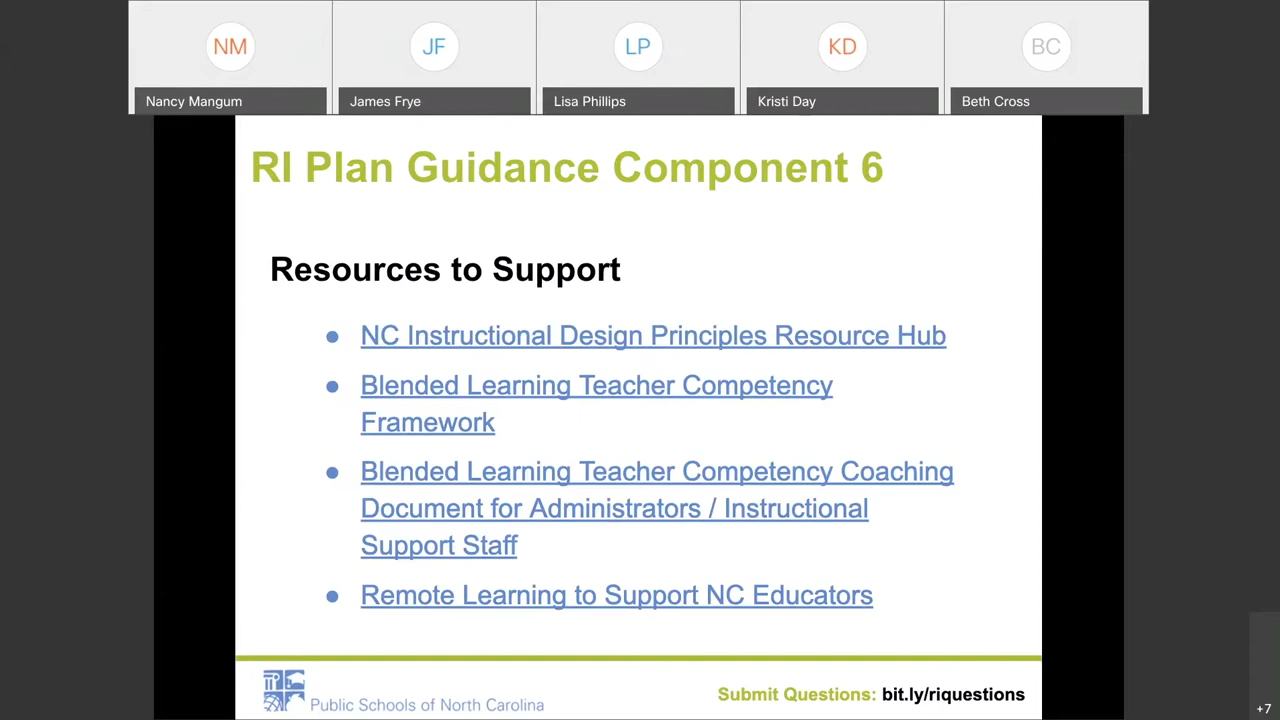 NM
JF
LP
KD
BC
Nancy Mangum
James Frye
Lisa Phillips
Kristi Day
Beth Cross
RI Plan Guidance Component 6
Resources to Support
● NC Instructional Design Principles Resource Hub
● Blended Learning Teacher Competency
Framework
● Blended Learning Teacher Competency Coaching
Document for Administrators / Instructional
Support Staff
● Remote Learning to Support NC Educators
Public Schools of North Carolina
Submit Questions: bit.ly/riquestions
+7